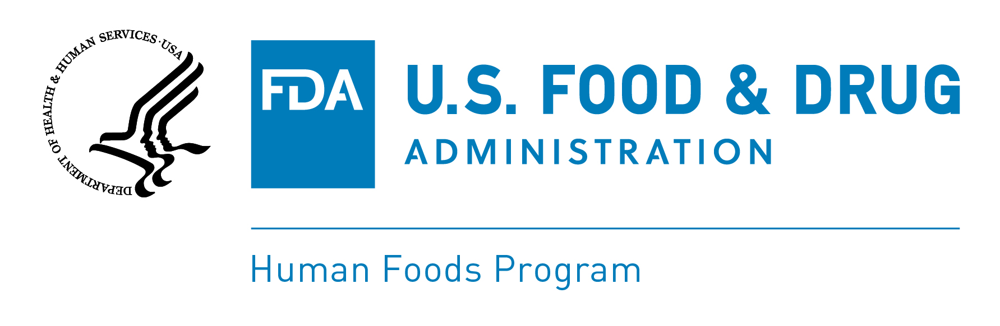 DEPARTMENT OF HEALTH & HUMAN SERVICES · USA
FDA
U.S. FOOD & DRUG
ADMINISTRATION
Human Foods Program